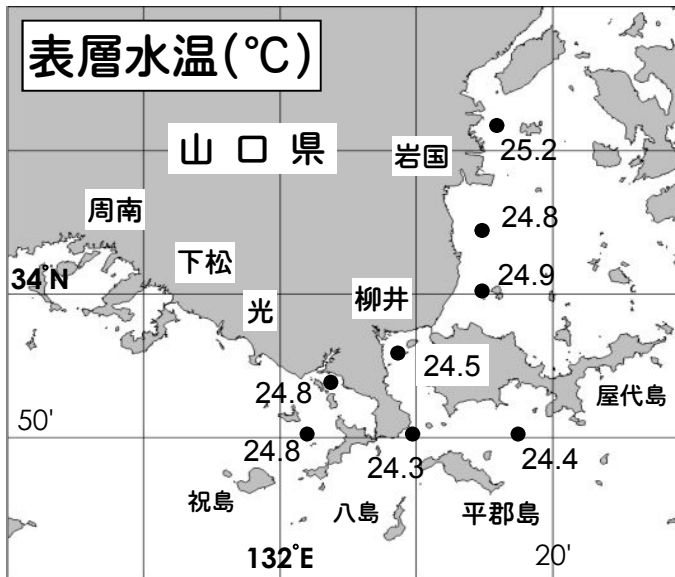 表層水温(℃)
山口県
岩国
25.2
周南
24.8
下松
34°N
24.9
光
柳井
24.5
24.8
屋代島
50'
24.8
24.3
24.4
祝島
八島
平郡島
132°E
20'